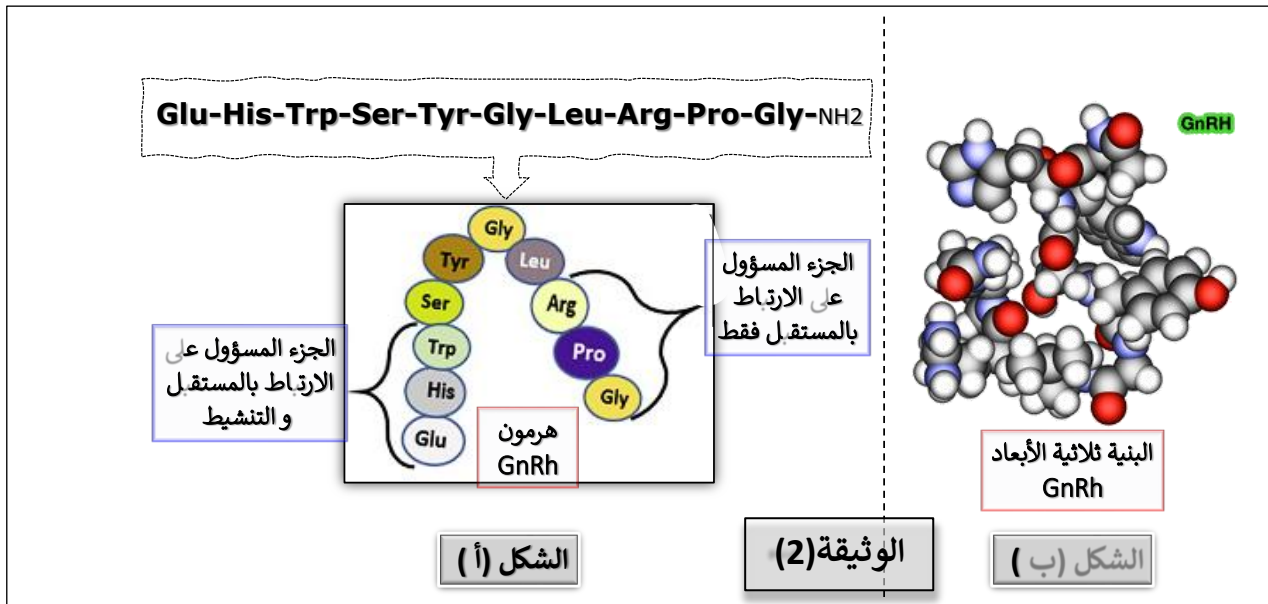 Glu-His-Trp-Ser-Tyr-Gly-Leu-Arg-Pro-Gly-NH2
GnRH
Gly
Tyr
Leu
Ser
Arg
Trp
Pro
His
Gly
Glu
الجزء المسؤول
على الارتباط
بالمستقبل فقط
الجزء المسؤول على
الارتباط بالمستقبل
و التنشيط
هرمون
GnRh
البنية ثلاثية الأبعاد
GnRh
الشكل (أ )
الوثيقة(2)
الشكل (ب )